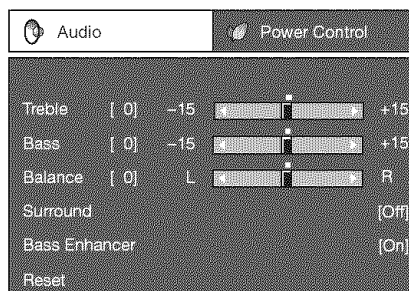 Audio Power Control
Treble [ 0] −15 +15
Bass [ 0] −15 +15
Balance [ 0] L R
Surround [Off]
Bass Enhancer [On]
Reset